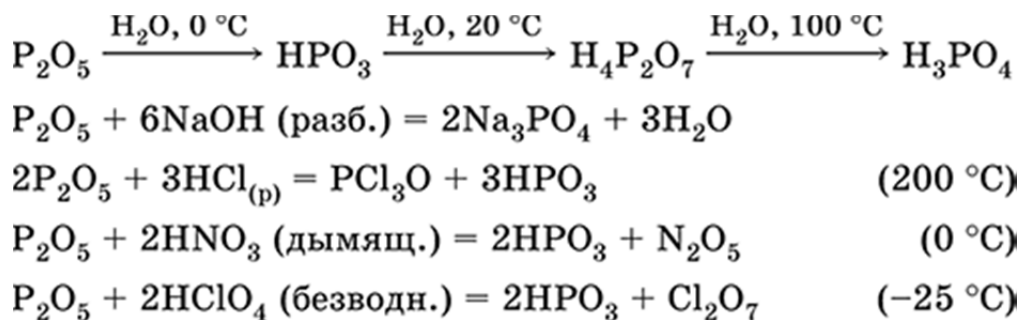 P₂O₅ —H₂O, 0 °C→ HPO₃ —H₂O, 20 °C→ H₄P₂O₇ —H₂O, 100 °C→ H₃PO₄
P₂O₅ + 6NaOH (разб.) = 2Na₃PO₄ + 3H₂O
2P₂O₅ + 3HCl₍ₚ₎ = PCl₃O + 3HPO₃ (200 °C)
P₂O₅ + 2HNO₃ (дымящ.) = 2HPO₃ + N₂O₅ (0 °C)
P₂O₅ + 2HClO₄ (безводн.) = 2HPO₃ + Cl₂O₇ (−25 °C)